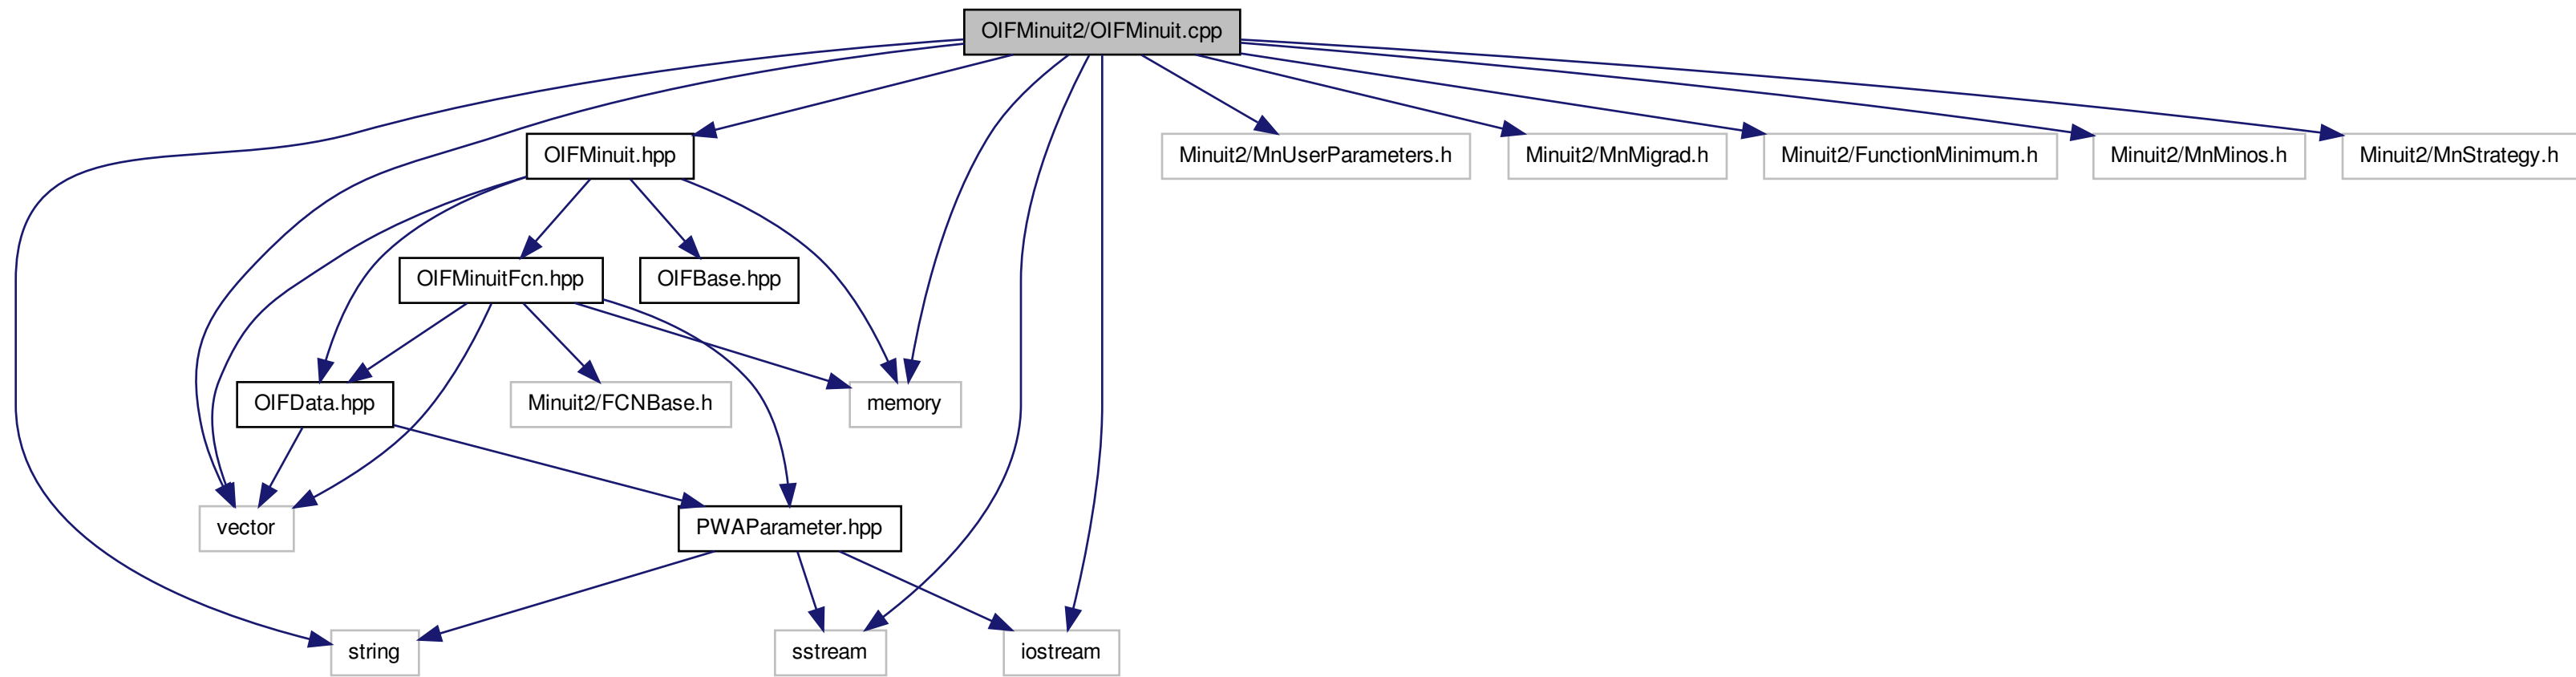 OIFMinuit2/OIFMinuit.cpp
OIFMinuit.hpp
Minuit2/MnUserParameters.h
Minuit2/MnMigrad.h
Minuit2/FunctionMinimum.h
Minuit2/MnMinos.h
Minuit2/MnStrategy.h
OIFMinuitFcn.hpp
OIFBase.hpp
OIFData.hpp
Minuit2/FCNBase.h
memory
vector
PWAParameter.hpp
string
sstream
iostream